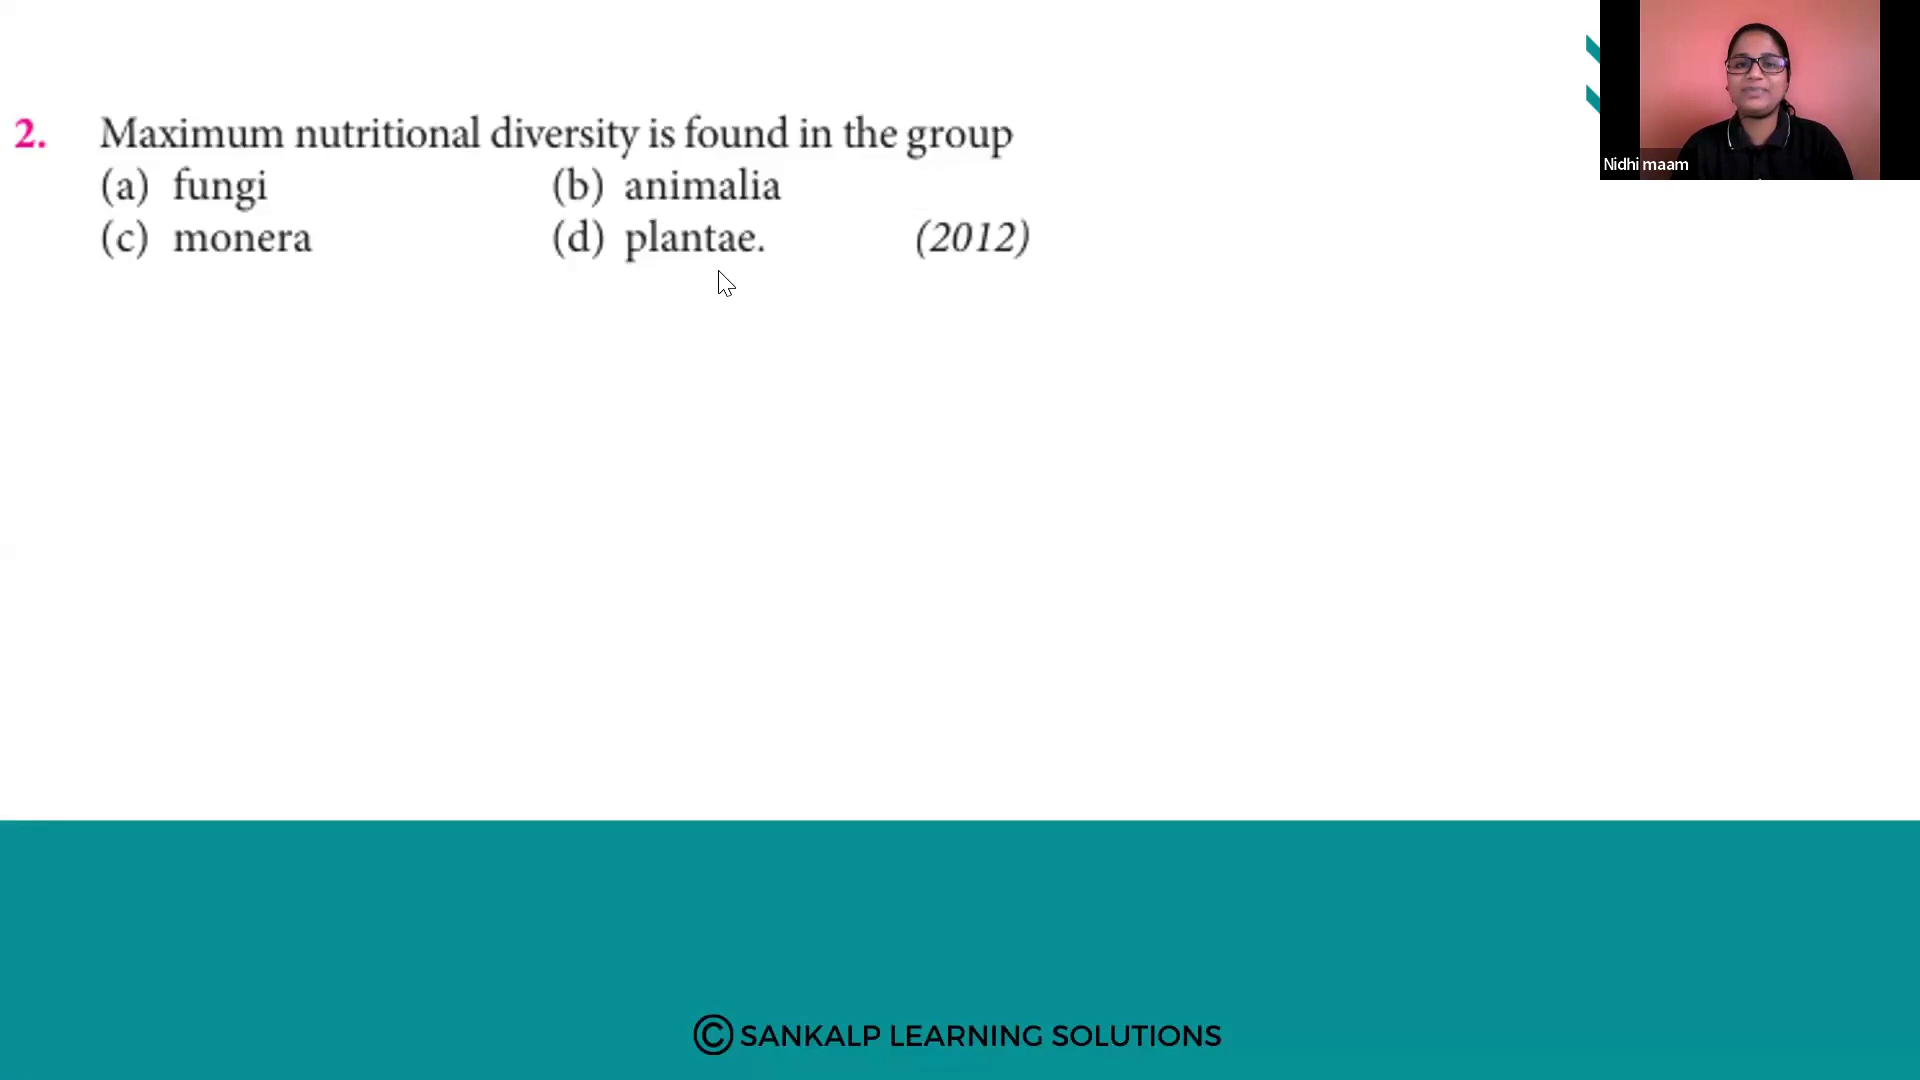 2. Maximum nutritional diversity is found in the group
(a) fungi (b) animalia
(c) monera (d) plantae. (2012)
Nidhi maam
© SANKALP LEARNING SOLUTIONS